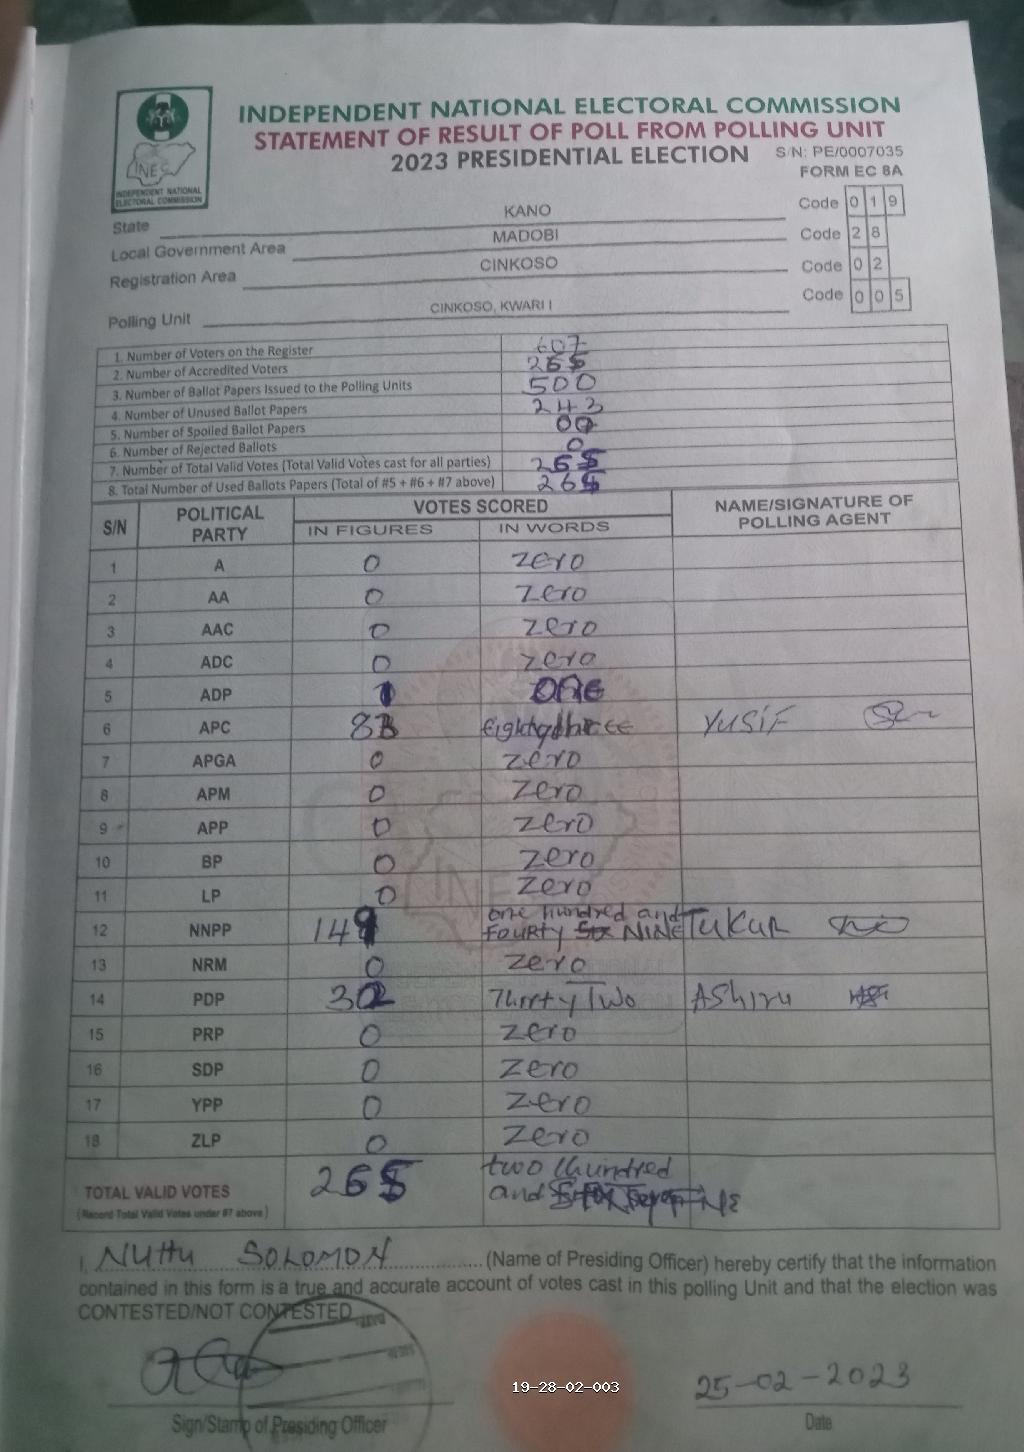 INDEPENDENT NATIONAL ELECTORAL COMMISSION
STATEMENT OF RESULT OF POLL FROM POLLING UNIT
2023 PRESIDENTIAL ELECTION S/N: PE/0007035
FORM EC 8A
INEC
INDEPENDENT NATIONAL
ELECTORAL COMMISSION
State KANO Code 0 1 9
Local Government Area MADOBI Code 2 8
Registration Area CINKOSO Code 0 2
Polling Unit CINKOSO, KWARI I Code 0 0 5
1. Number of Voters on the Register 607
2. Number of Accredited Voters 265
3. Number of Ballot Papers Issued to the Polling Units 500
4. Number of Unused Ballot Papers 243
5. Number of Spoiled Ballot Papers
6. Number of Rejected Ballots 0
7. Number of Total Valid Votes (Total Valid Votes cast for all parties) 265
8. Total Number of Used Ballots Papers (Total of #5 + #6 + #7 above)
S/N POLITICAL PARTY VOTES SCORED NAME/SIGNATURE OF POLLING AGENT
IN FIGURES IN WORDS
1 A 0 zero
2 AA 0 zero
3 AAC 0 zero
4 ADC 0 zero
5 ADP 1 ONE
6 APC 83 Eighty three YUSIF
7 APGA 0 zero
8 APM 0 zero
9 APP 0 zero
10 BP 0 zero
11 LP 0 zero
12 NNPP 149 one hundred and
FOURTY SIX NINE TUKUR
13 NRM 0 zero
14 PDP 32 Thirty Two AShiru
15 PRP 0 zero
16 SDP 0 zero
17 YPP 0 zero
18 ZLP 0 zero
TOTAL VALID VOTES 265 two hundred
(Record Total Valid Votes under #7 above) and
I, NUHU SOLOMON (Name of Presiding Officer) hereby certify that the information
contained in this form is a true and accurate account of votes cast in this polling Unit and that the election was
CONTESTED/NOT CONTESTED
19-28-02-003
25-02-2023
Sign/Stamp of Presiding Officer Date